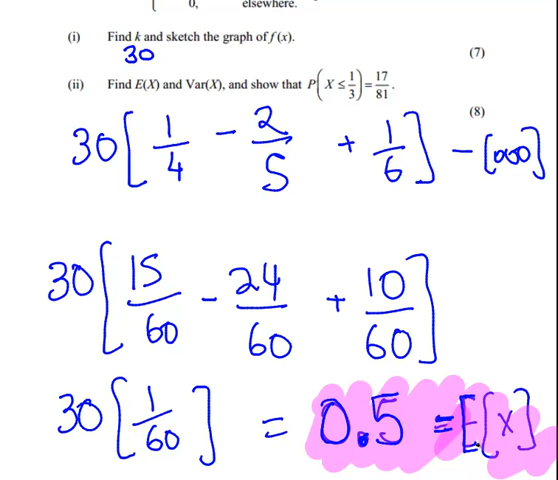 0, elsewhere.
(i) Find k and sketch the graph of f(x).
30
(7)
(ii) Find E(X) and Var(X), and show that P(X ≤ 1/3) = 17/81.
(8)
30[1/4 - 2/5 + 1/6] - [000]
30[15/60 - 24/60 + 10/60]
30[1/60] = 0.5 = E[X]